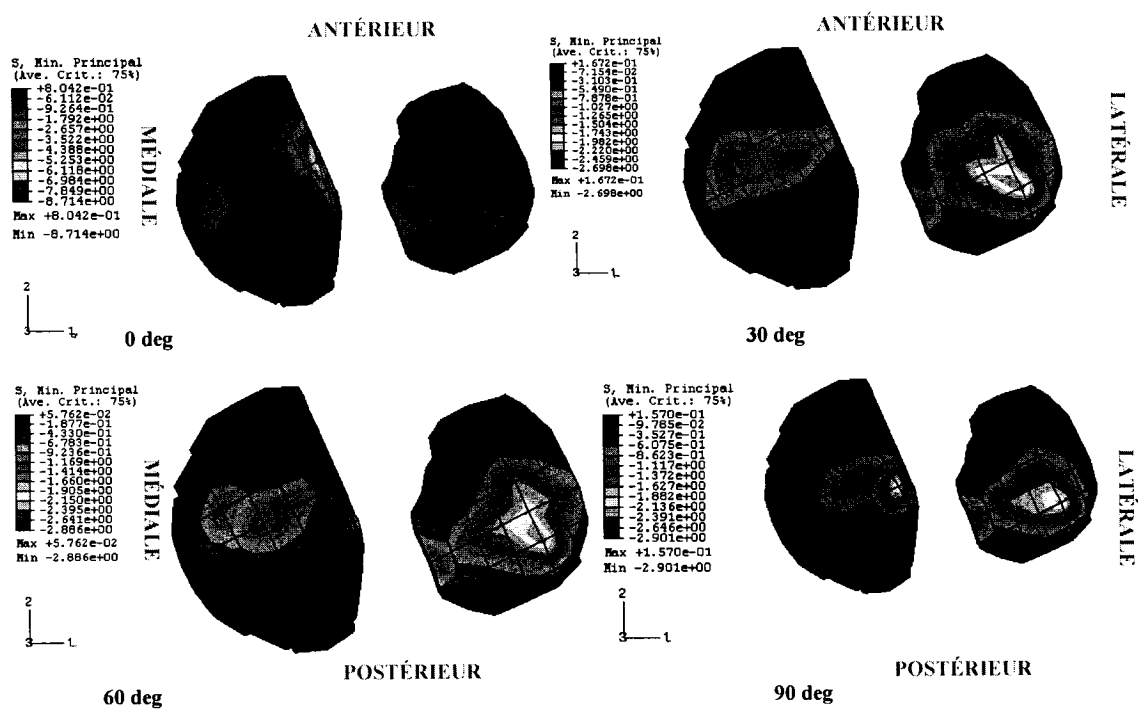 ANTÉRIEUR
S, Min. Principal
(Ave. Crit.: 75%)
+8.042e-01
-6.112e-02
-9.264e-01
-1.792e+00
-2.657e+00
-3.522e+00
-4.388e+00
-5.253e+00
-6.118e+00
-6.984e+00
-7.849e+00
-8.714e+00
Max +8.042e-01
Min -8.714e+00
MÉDIALE
2
3 1
0 deg
ANTÉRIEUR
S, Min. Principal
(Ave. Crit.: 75%)
+1.672e-01
-7.154e-02
-3.103e-01
-5.490e-01
-7.878e-01
-1.027e+00
-1.265e+00
-1.504e+00
-1.743e+00
-1.982e+00
-2.220e+00
-2.459e+00
-2.698e+00
Max +1.672e-01
Min -2.698e+00
LATÉRALE
2
3 1
30 deg
S, Min. Principal
(Ave. Crit.: 75%)
+5.762e-02
-1.877e-01
-4.330e-01
-6.783e-01
-9.236e-01
-1.169e+00
-1.414e+00
-1.660e+00
-1.905e+00
-2.150e+00
-2.395e+00
-2.641e+00
-2.886e+00
Max +5.762e-02
Min -2.886e+00
MÉDIALE
2
3 1
POSTÉRIEUR
60 deg
S, Min. Principal
(Ave. Crit.: 75%)
+1.570e-01
-9.785e-02
-3.527e-01
-6.075e-01
-8.623e-01
-1.117e+00
-1.372e+00
-1.627e+00
-1.882e+00
-2.136e+00
-2.391e+00
-2.646e+00
-2.901e+00
Max +1.570e-01
Min -2.901e+00
LATÉRALE
2
3 1
POSTÉRIEUR
90 deg